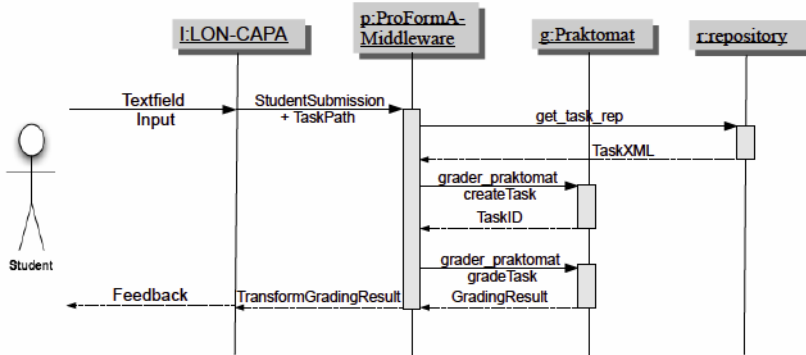 l:LON-CAPA
p:ProFormA-
Middleware
g:Praktomat
r:repository
Textfield
Input
StudentSubmission
+ TaskPath
get_task_rep
TaskXML
grader_praktomat
createTask
TaskID
Student
grader_praktomat
gradeTask
Feedback
TransformGradingResult
GradingResult